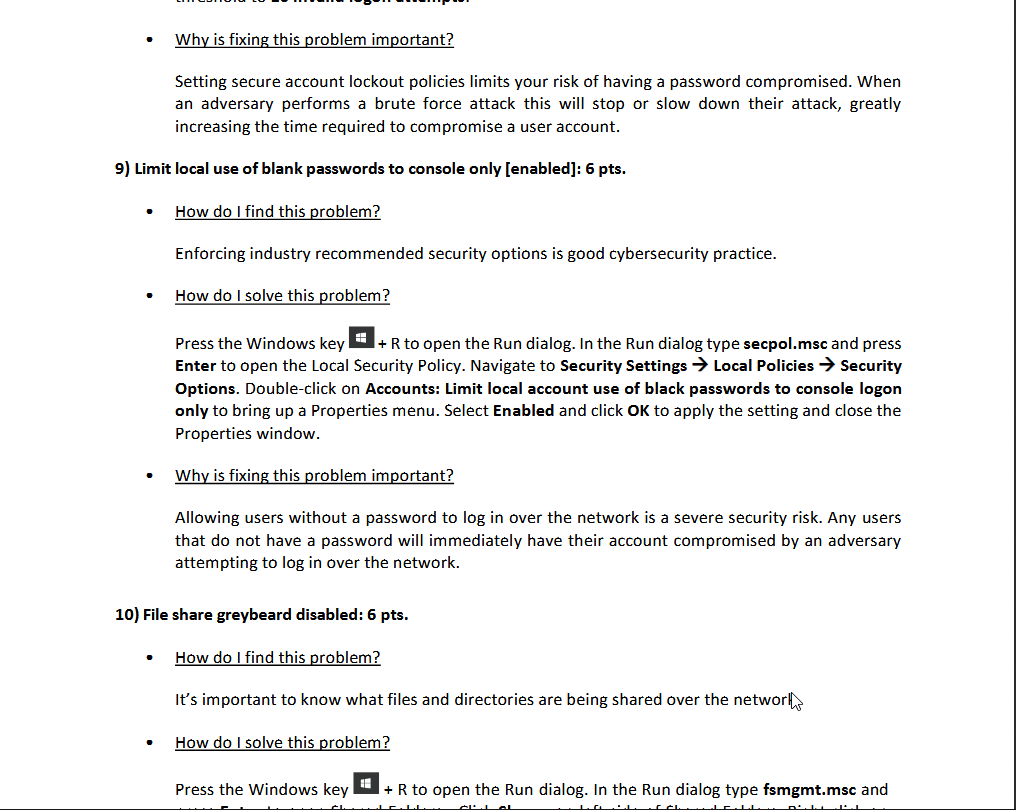 threshold to 10 invalid logon attempts.
• Why is fixing this problem important?
Setting secure account lockout policies limits your risk of having a password compromised. When
an adversary performs a brute force attack this will stop or slow down their attack, greatly
increasing the time required to compromise a user account.
9) Limit local use of blank passwords to console only [enabled]: 6 pts.
• How do I find this problem?
Enforcing industry recommended security options is good cybersecurity practice.
• How do I solve this problem?
Press the Windows key + R to open the Run dialog. In the Run dialog type secpol.msc and press
Enter to open the Local Security Policy. Navigate to Security Settings → Local Policies → Security
Options. Double-click on Accounts: Limit local account use of black passwords to console logon
only to bring up a Properties menu. Select Enabled and click OK to apply the setting and close the
Properties window.
• Why is fixing this problem important?
Allowing users without a password to log in over the network is a severe security risk. Any users
that do not have a password will immediately have their account compromised by an adversary
attempting to log in over the network.
10) File share greybeard disabled: 6 pts.
• How do I find this problem?
It's important to know what files and directories are being shared over the network
• How do I solve this problem?
Press the Windows key + R to open the Run dialog. In the Run dialog type fsmgmt.msc and